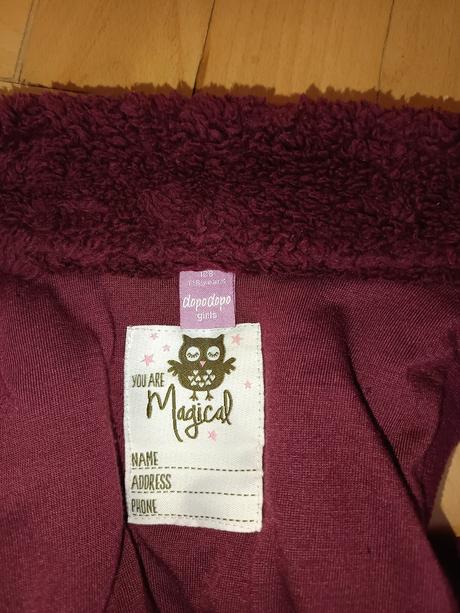 128
dopodopo
girls
YOU ARE
Magical
NAME
ADDRESS
PHONE